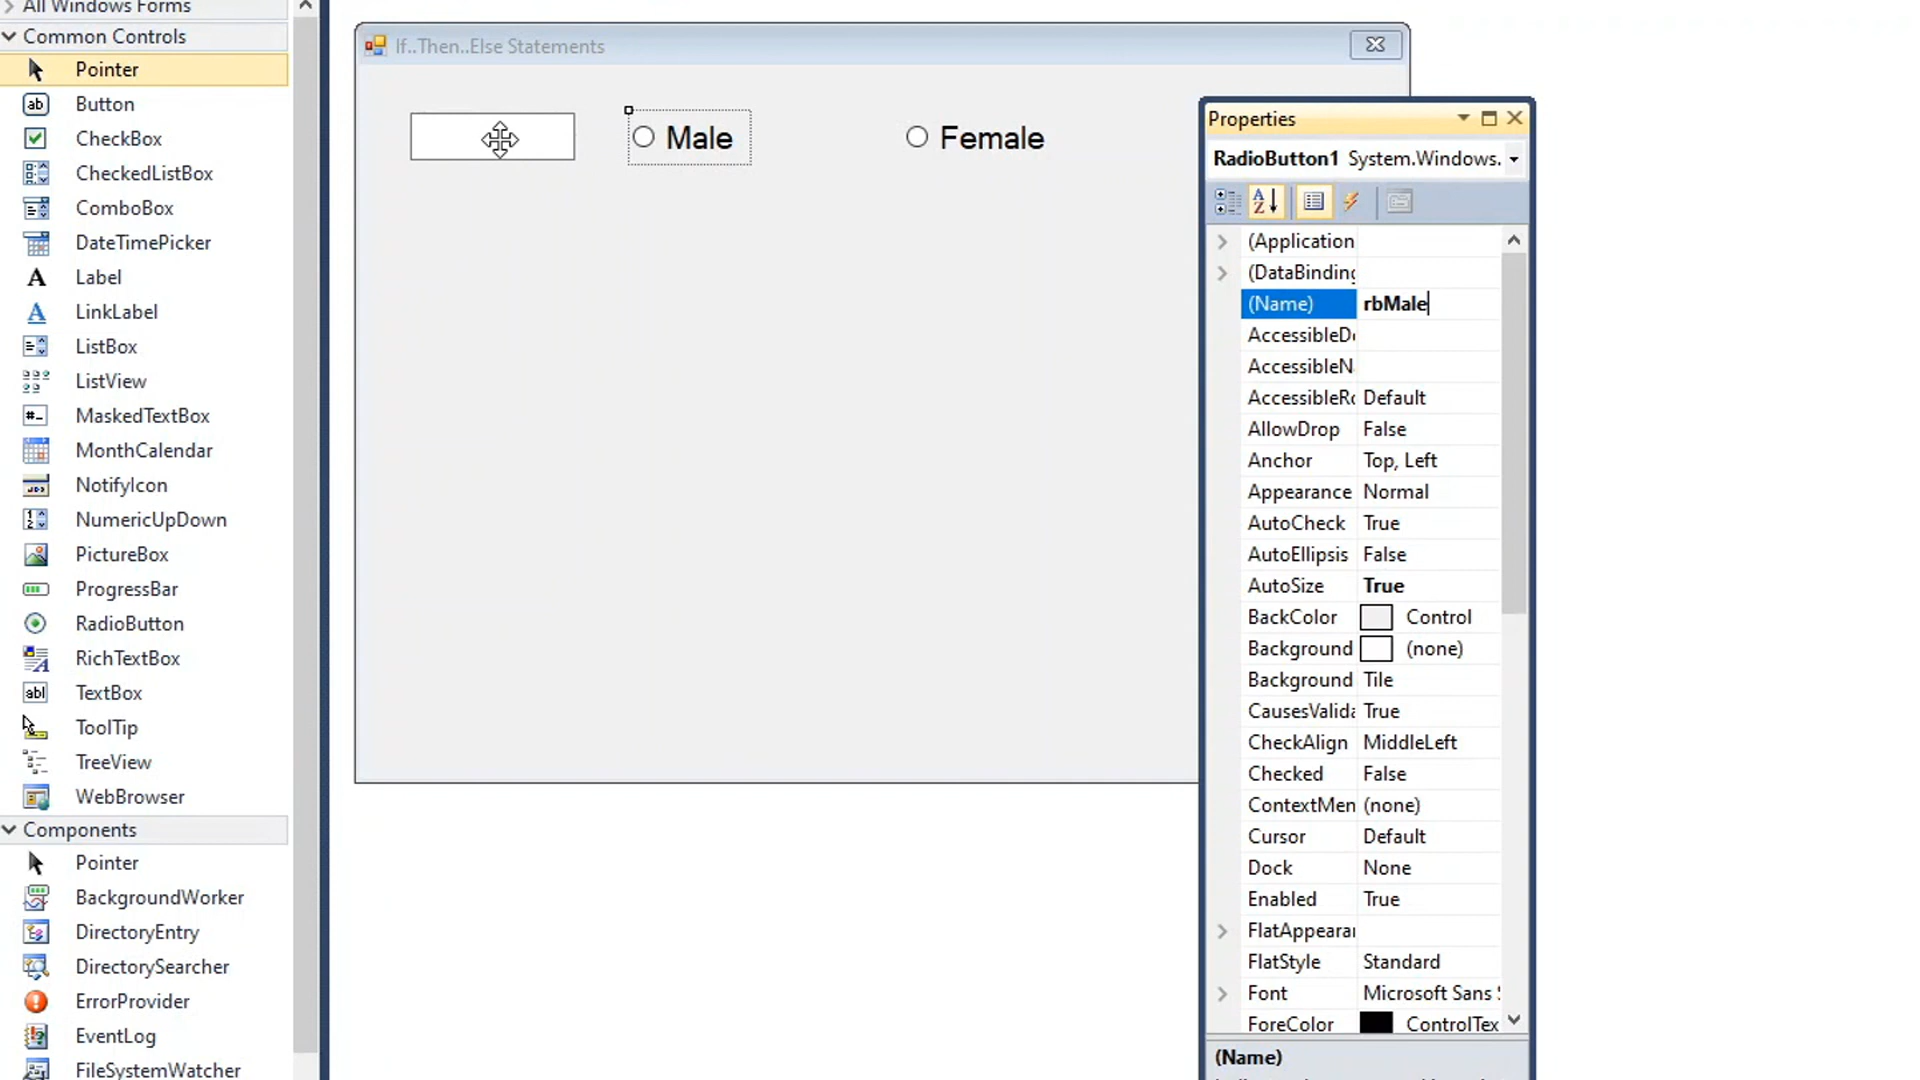 All Windows Forms
Common Controls
Pointer
Button
CheckBox
CheckedListBox
ComboBox
DateTimePicker
Label
LinkLabel
ListBox
ListView
MaskedTextBox
MonthCalendar
NotifyIcon
NumericUpDown
PictureBox
ProgressBar
RadioButton
RichTextBox
TextBox
ToolTip
TreeView
WebBrowser
Components
Pointer
BackgroundWorker
DirectoryEntry
DirectorySearcher
ErrorProvider
EventLog
FileSystemWatcher
If..Then..Else Statements
Male
Female
Properties
RadioButton1 System.Windows.
(Application
(DataBinding
(Name) rbMale
AccessibleD
AccessibleN
AccessibleRo Default
AllowDrop False
Anchor Top, Left
Appearance Normal
AutoCheck True
AutoEllipsis False
AutoSize True
BackColor Control
Background (none)
Background Tile
CausesValida True
CheckAlign MiddleLeft
Checked False
ContextMen (none)
Cursor Default
Dock None
Enabled True
FlatAppearan
FlatStyle Standard
Font Microsoft Sans S
ForeColor ControlTex
(Name)